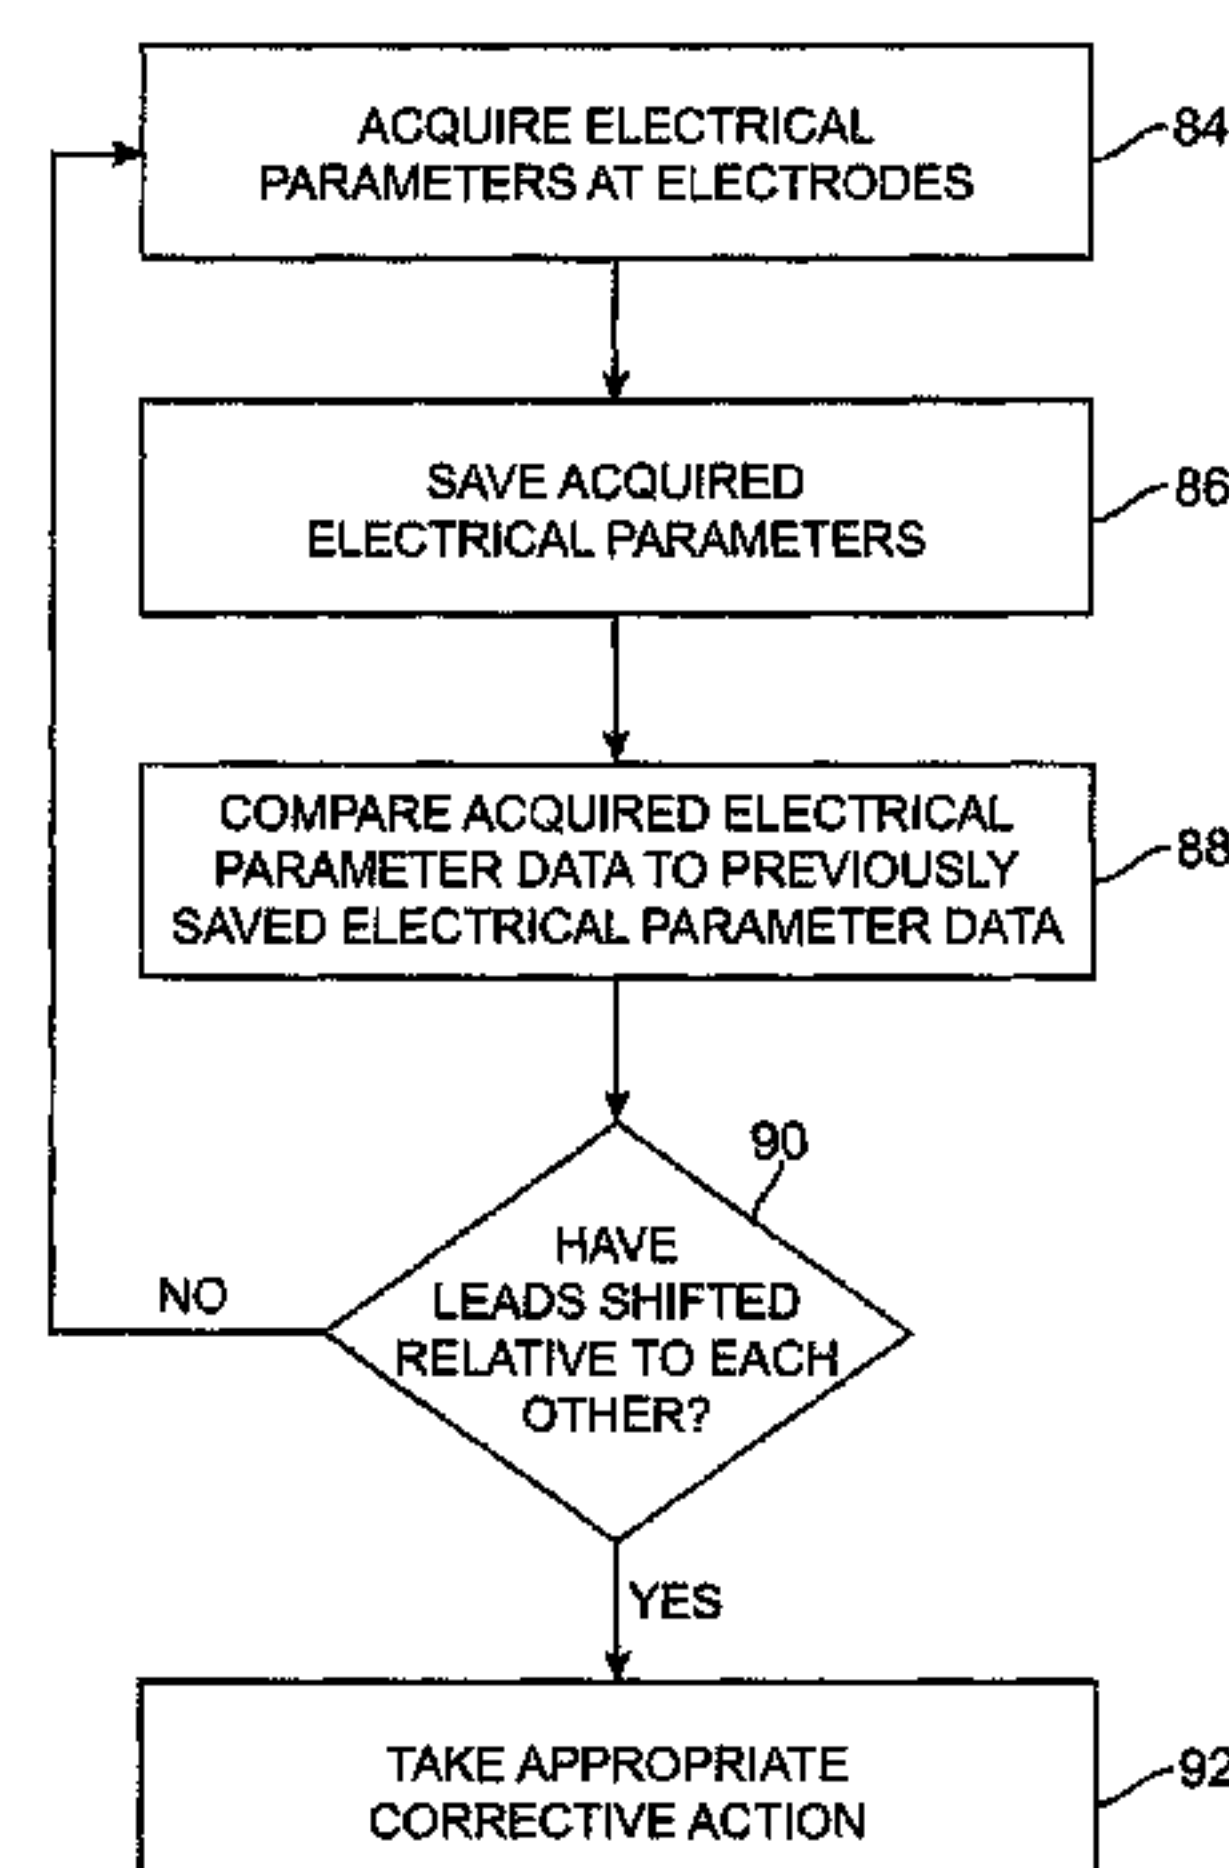 ACQUIRE ELECTRICAL
PARAMETERS AT ELECTRODES
84
SAVE ACQUIRED
ELECTRICAL PARAMETERS
86
COMPARE ACQUIRED ELECTRICAL
PARAMETER DATA TO PREVIOUSLY
SAVED ELECTRICAL PARAMETER DATA
88
90
HAVE
LEADS SHIFTED
RELATIVE TO EACH
OTHER?
NO
YES
TAKE APPROPRIATE
CORRECTIVE ACTION
92